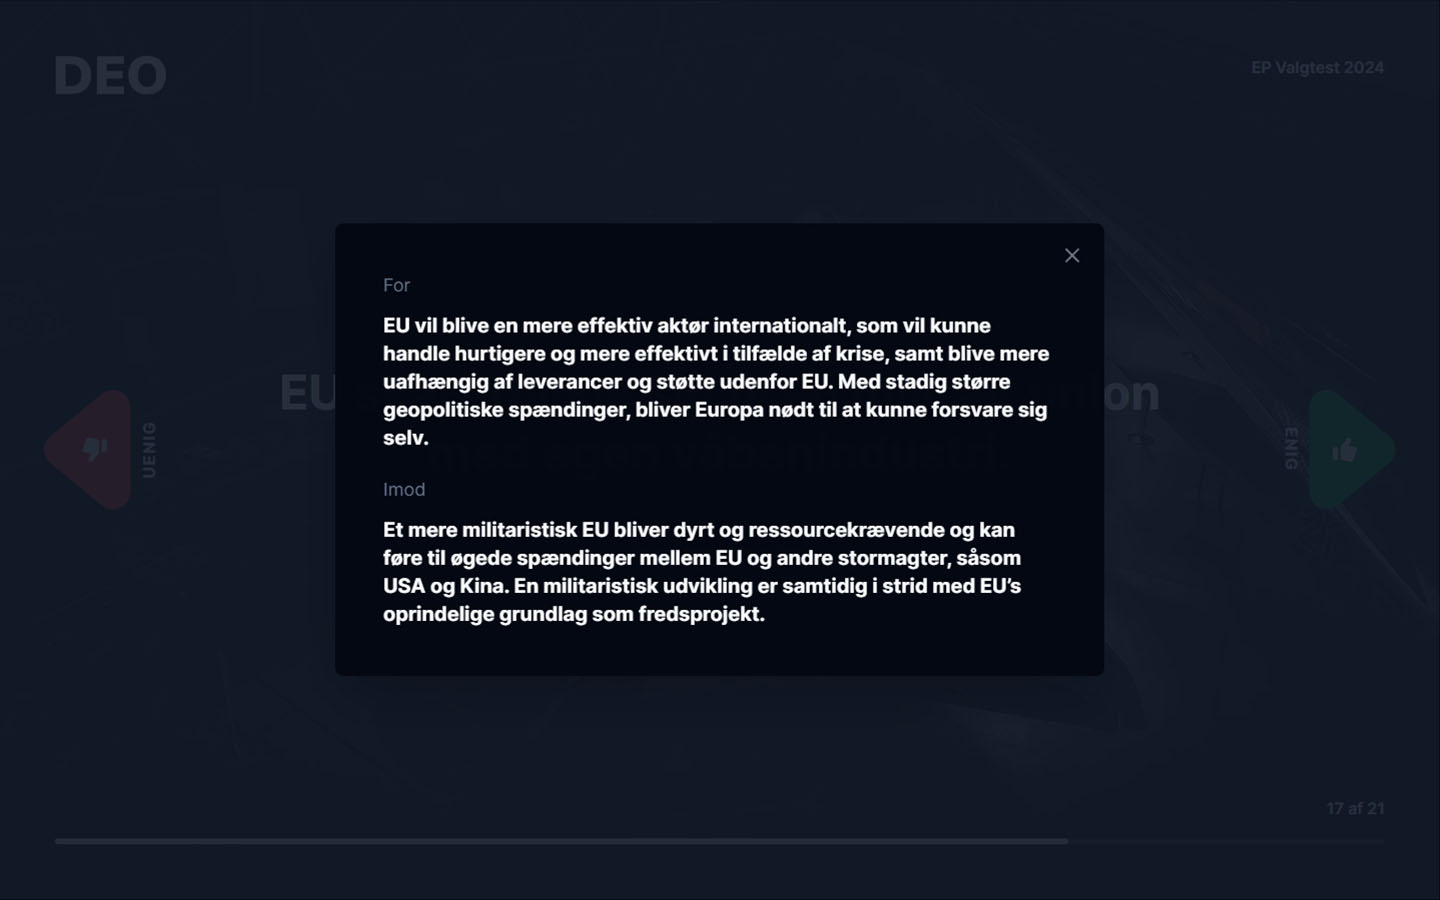 DEO
EP Valgtest 2024
For
EU vil blive en mere effektiv aktør internationalt, som vil kunne
handle hurtigere og mere effektivt i tilfælde af krise, samt blive mere
uafhængig af leverancer og støtte udenfor EU. Med stadig større
geopolitiske spændinger, bliver Europa nødt til at kunne forsvare sig
selv.
Imod
Et mere militaristisk EU bliver dyrt og ressourcekrævende og kan
føre til øgede spændinger mellem EU og andre stormagter, såsom
USA og Kina. En militaristisk udvikling er samtidig i strid med EU’s
oprindelige grundlag som fredsprojekt.
EU
UENIG
ENIG
17 af 21